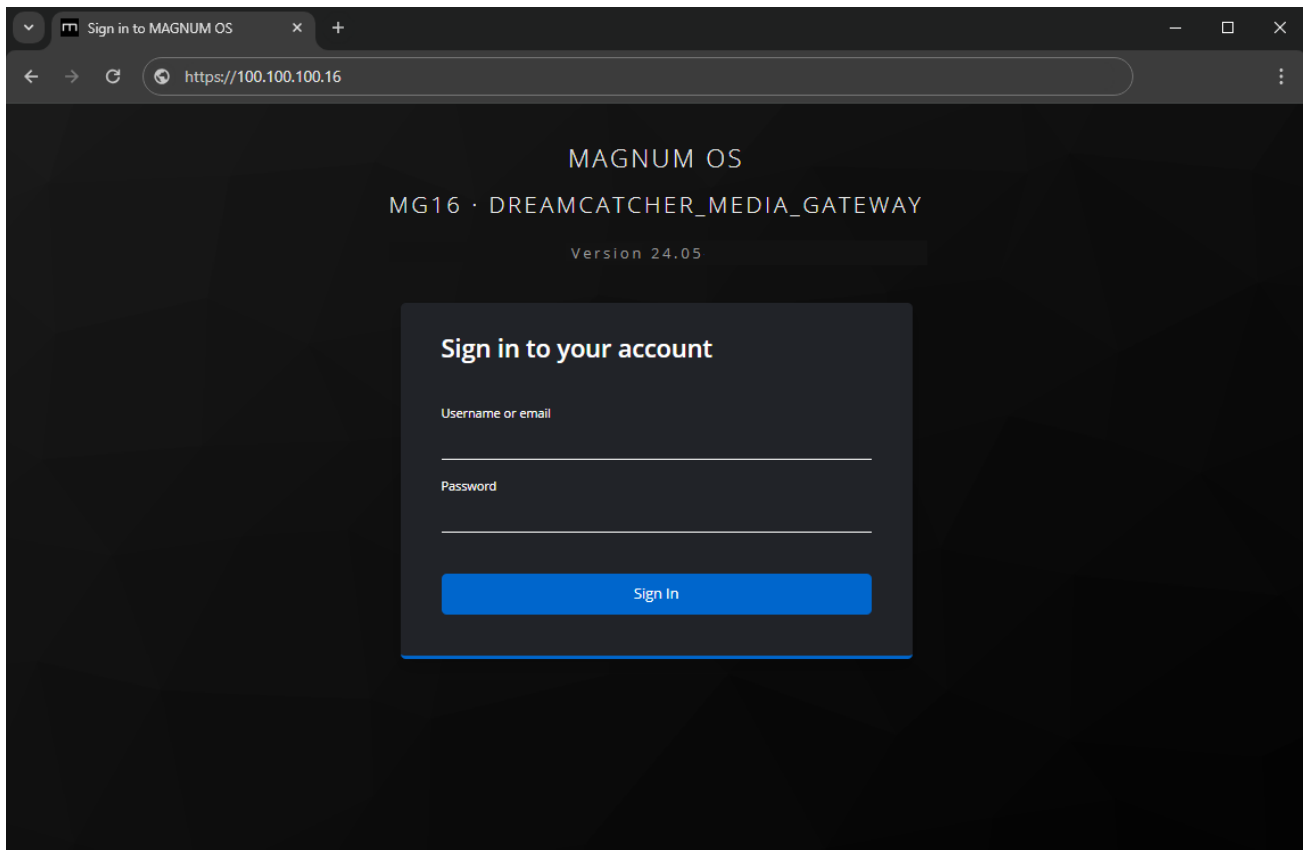 Sign in to MAGNUM OS
https://100.100.100.16
MAGNUM OS
MG16 · DREAMCATCHER_MEDIA_GATEWAY
Version 24.05
Sign in to your account
Username or email
Password
Sign In